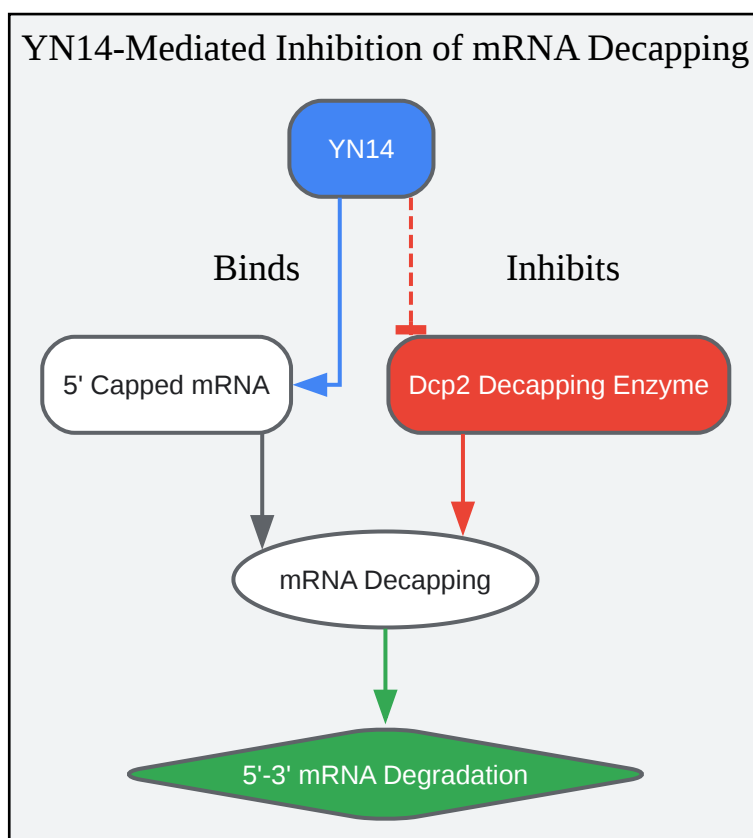 YN14-Mediated Inhibition of mRNA Decapping
YN14
Binds
Inhibits
5' Capped mRNA
Dcp2 Decapping Enzyme
mRNA Decapping
5'-3' mRNA Degradation